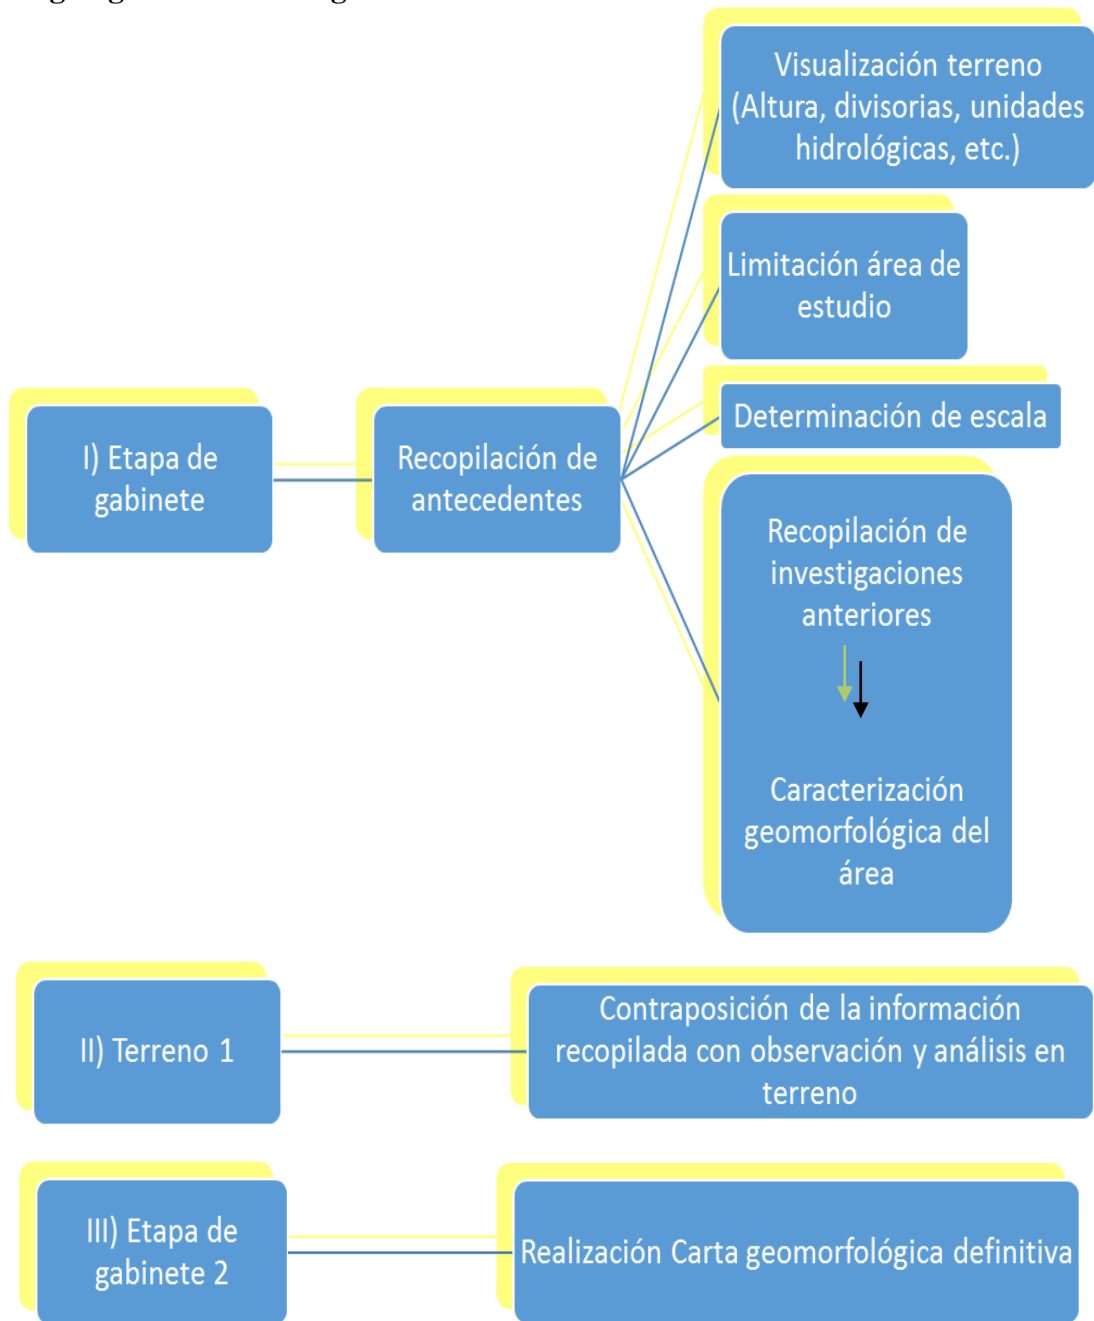 Visualización terreno
(Altura, divisorias, unidades
hidrológicas, etc.)
Limitación área de
estudio
I) Etapa de
gabinete
Recopilación de
antecedentes
Determinación de escala
Recopilación de
investigaciones
anteriores
Caracterización
geomorfológica del
área
II) Terreno 1
Contraposición de la información
recopilada con observación y análisis en
terreno
III) Etapa de
gabinete 2
Realización Carta geomorfológica definitiva